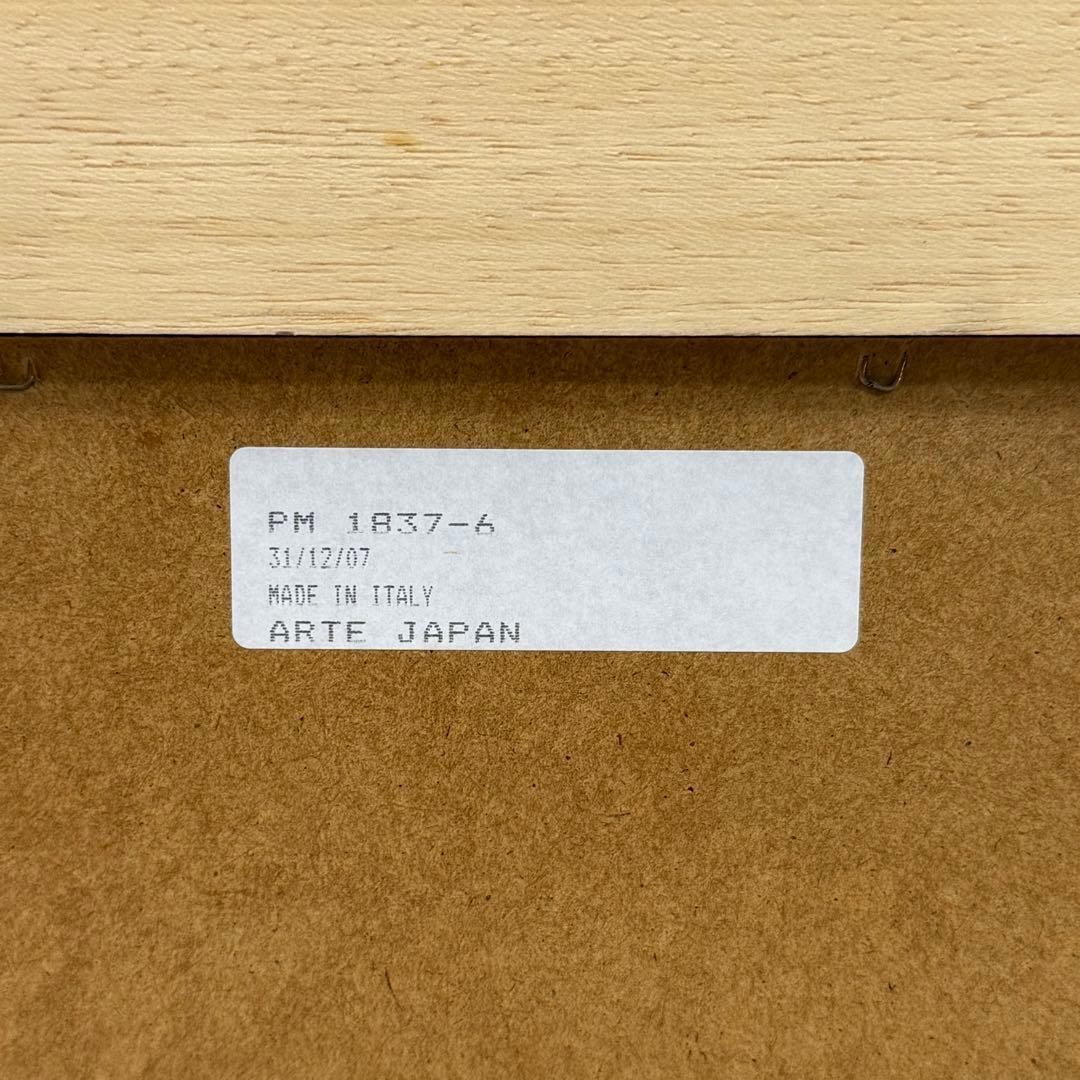 PM 1837-6
31/12/07
MADE IN ITALY
ARTE JAPAN